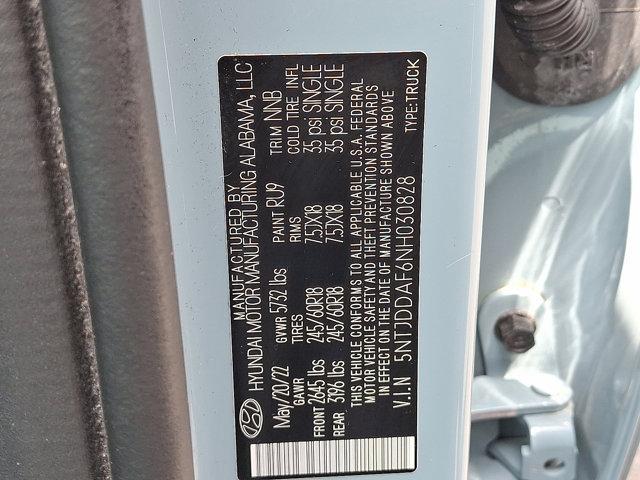 MANUFACTURED BY
HYUNDAI MOTOR MANUFACTURING ALABAMA, LLC
May/20/22 GVWR 5732 lbs PAINT RU9 TRIM NNB
GAWR TIRES RIMS COLD TIRE INFL
FRONT 2645 lbs 245/60R18 7.5JX18 35 psi SINGLE
REAR 3196 lbs 245/60R18 7.5JX18 35 psi SINGLE
THIS VEHICLE CONFORMS TO ALL APPLICABLE U.S.A. FEDERAL
MOTOR VEHICLE SAFETY AND THEFT PREVENTION STANDARDS
IN EFFECT ON THE DATE OF MANUFACTURE SHOWN ABOVE
V.I.N 5NTJDDAF6NH030828 TYPE:TRUCK